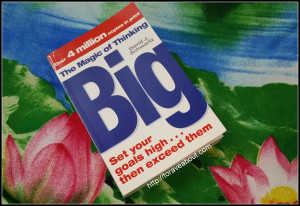 Over 4 million copies in print
The Magic of Thinking
Big
David J.
Schwartz
Set your
goals high . . .
then exceed them
http://toraveabout.com